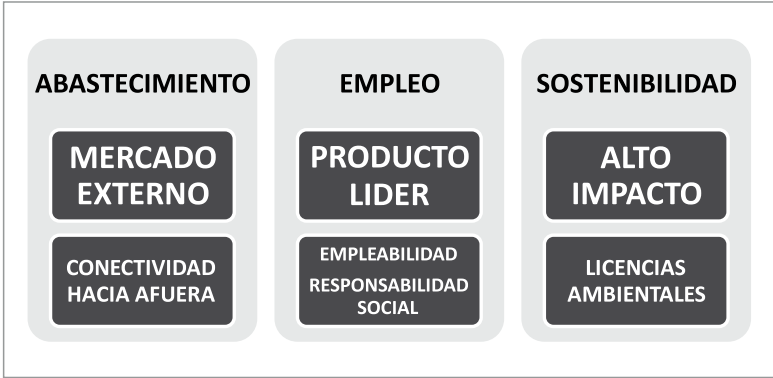 ABASTECIMIENTO
MERCADO
EXTERNO
CONECTIVIDAD
HACIA AFUERA
EMPLEO
PRODUCTO
LIDER
EMPLEABILIDAD
RESPONSABILIDAD
SOCIAL
SOSTENIBILIDAD
ALTO
IMPACTO
LICENCIAS
AMBIENTALES